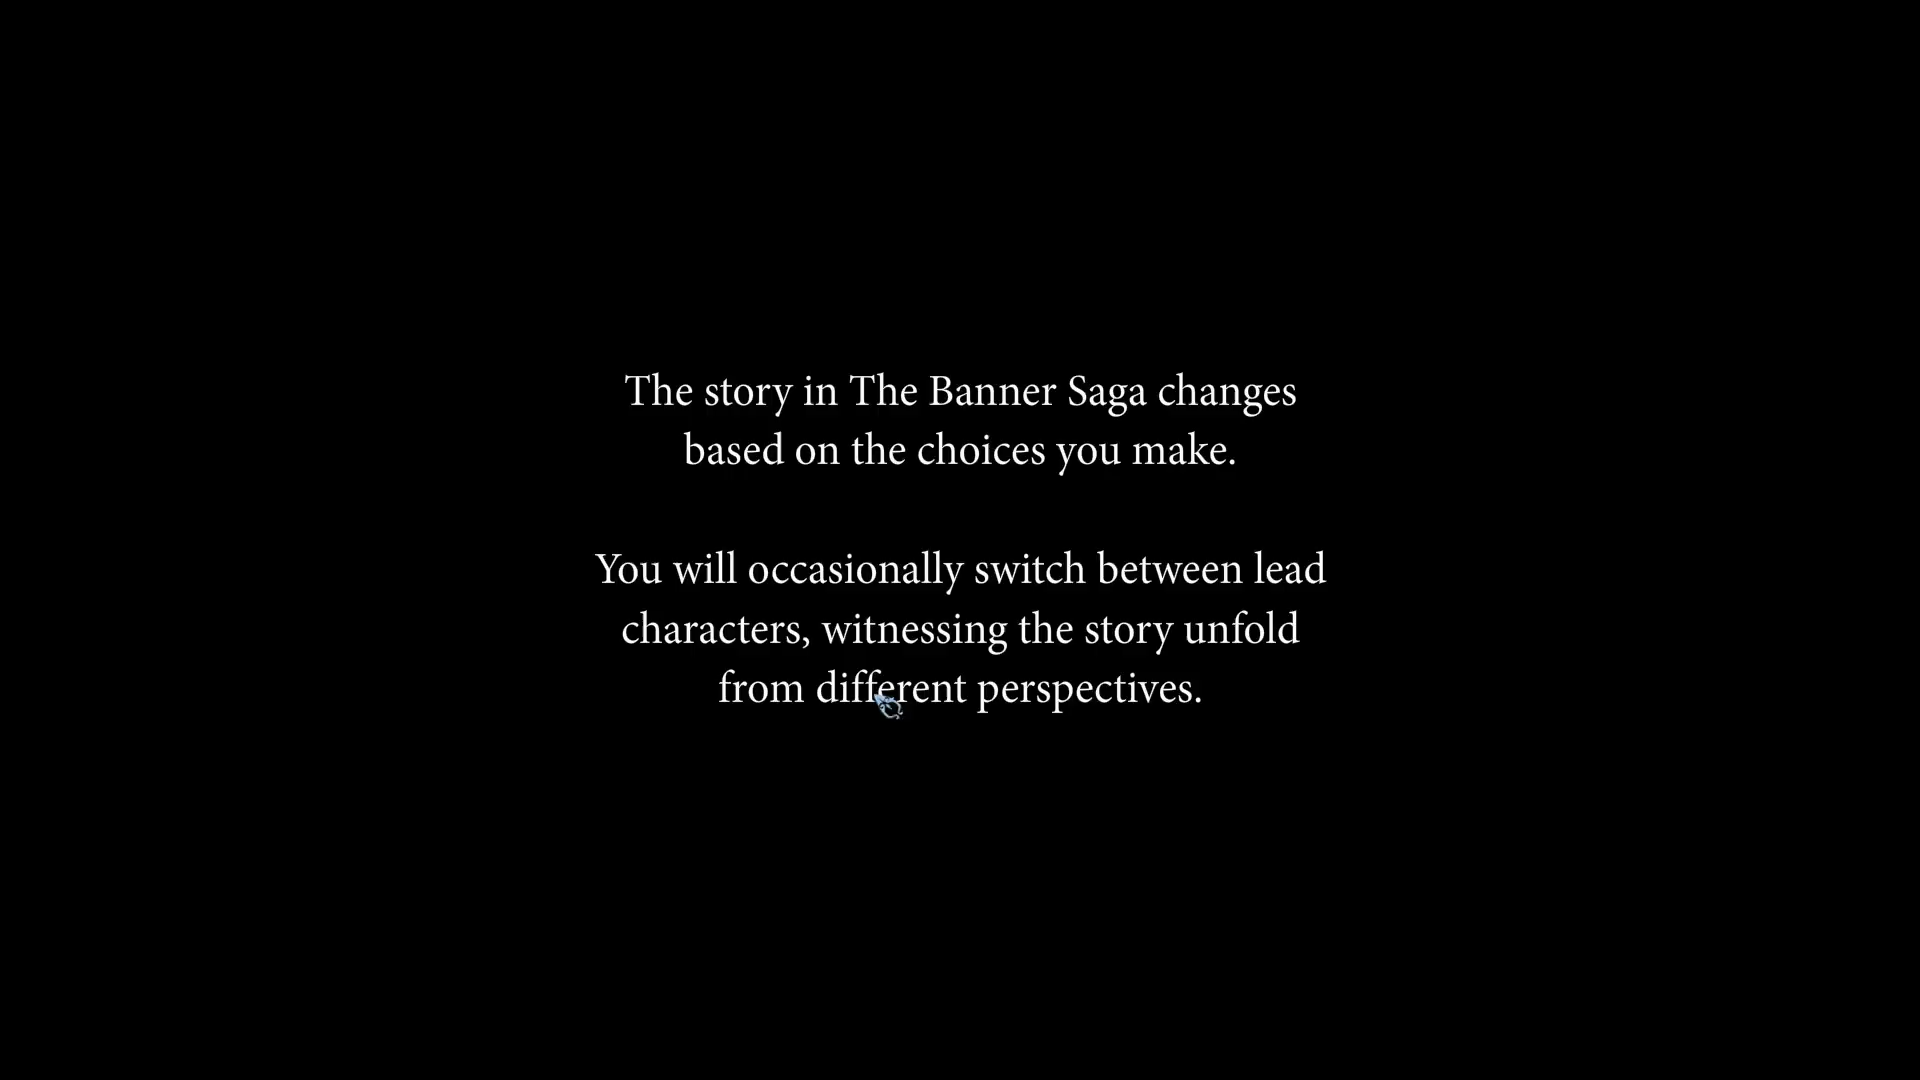 The story in The Banner Saga changes
based on the choices you make.
You will occasionally switch between lead
characters, witnessing the story unfold
from different perspectives.